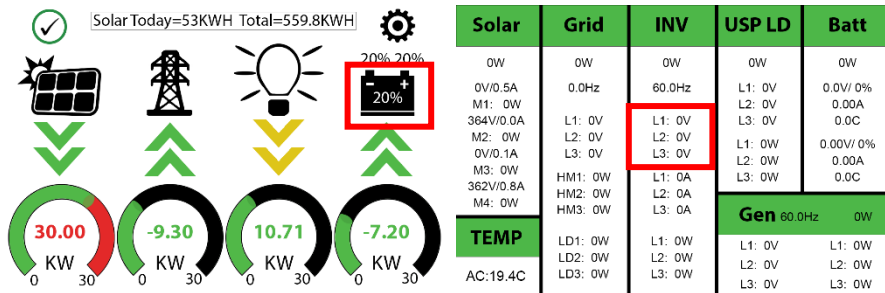 Solar Today=53KWH Total=559.8KWH
20% 20%
20%
30.00
KW
0 30
-9.30
KW
0 30
10.71
KW
0 30
-7.20
KW
0 30
Solar
0W
0V/0.5A
M1: 0W
364V/0.0A
M2: 0W
0V/0.1A
M3: 0W
362V/0.8A
M4: 0W
TEMP
AC:19.4C
Grid
0W
0.0Hz
L1: 0V
L2: 0V
L3: 0V
HM1: 0W
HM2: 0W
HM3: 0W
LD1: 0W
LD2: 0W
LD3: 0W
INV
0W
60.0Hz
L1: 0V
L2: 0V
L3: 0V
L1: 0A
L2: 0A
L3: 0A
L1: 0W
L2: 0W
L3: 0W
USP LD
0W
L1: 0V
L2: 0V
L3: 0V
L1: 0W
L2: 0W
L3: 0W
Batt
0W
0.0V/ 0%
0.00A
0.0C
0.00V/ 0%
0.00A
0.0C
Gen 60.0Hz 0W
L1: 0V L1: 0W
L2: 0V L2: 0W
L3: 0V L3: 0W